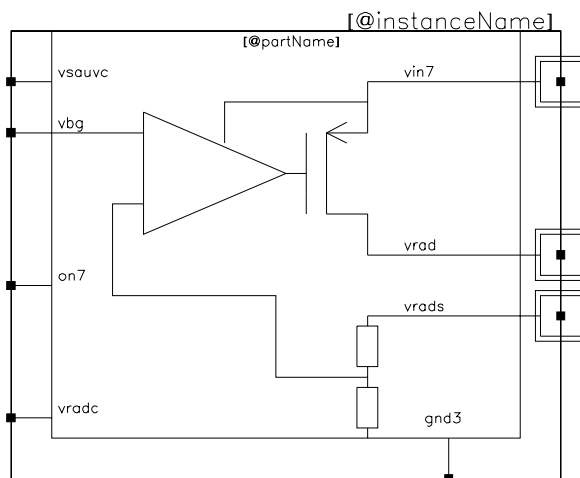 [@instanceName]
[@partName]
vsauvc
vin7
vbg
vrad
on7
vrads
vradc
gnd3